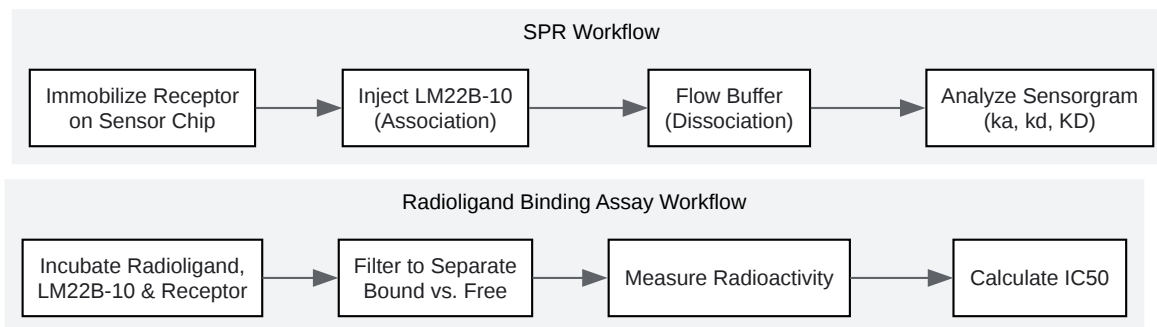 SPR Workflow
Immobilize Receptor
on Sensor Chip
Inject LM22B-10
(Association)
Flow Buffer
(Dissociation)
Analyze Sensorgram
(ka, kd, KD)
Radioligand Binding Assay Workflow
Incubate Radioligand,
LM22B-10 & Receptor
Filter to Separate
Bound vs. Free
Measure Radioactivity
Calculate IC50